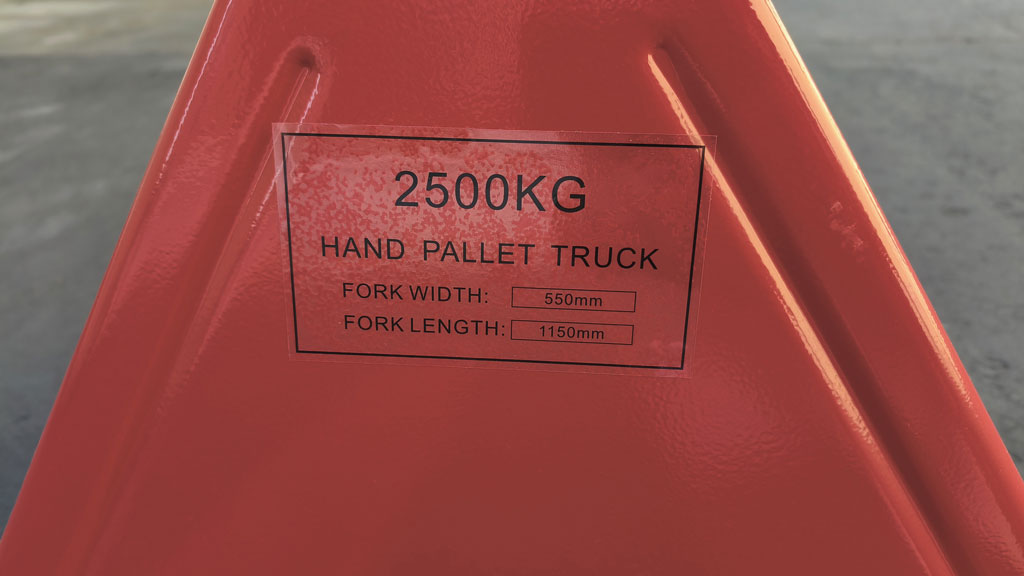 2500KG
HAND PALLET TRUCK
FORK WIDTH: 550mm
FORK LENGTH: 1150mm